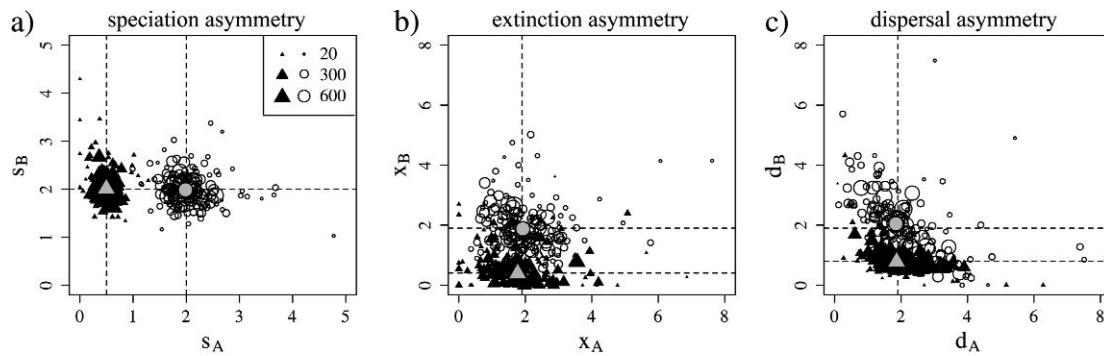 a) speciation asymmetry
20
300
600
s_B
0 1 2 3 4 5
0 1 2 3 4 5
s_A
b) extinction asymmetry
x_B
0 2 4 6 8
0 2 4 6 8
x_A
c) dispersal asymmetry
d_B
0 2 4 6 8
0 2 4 6 8
d_A